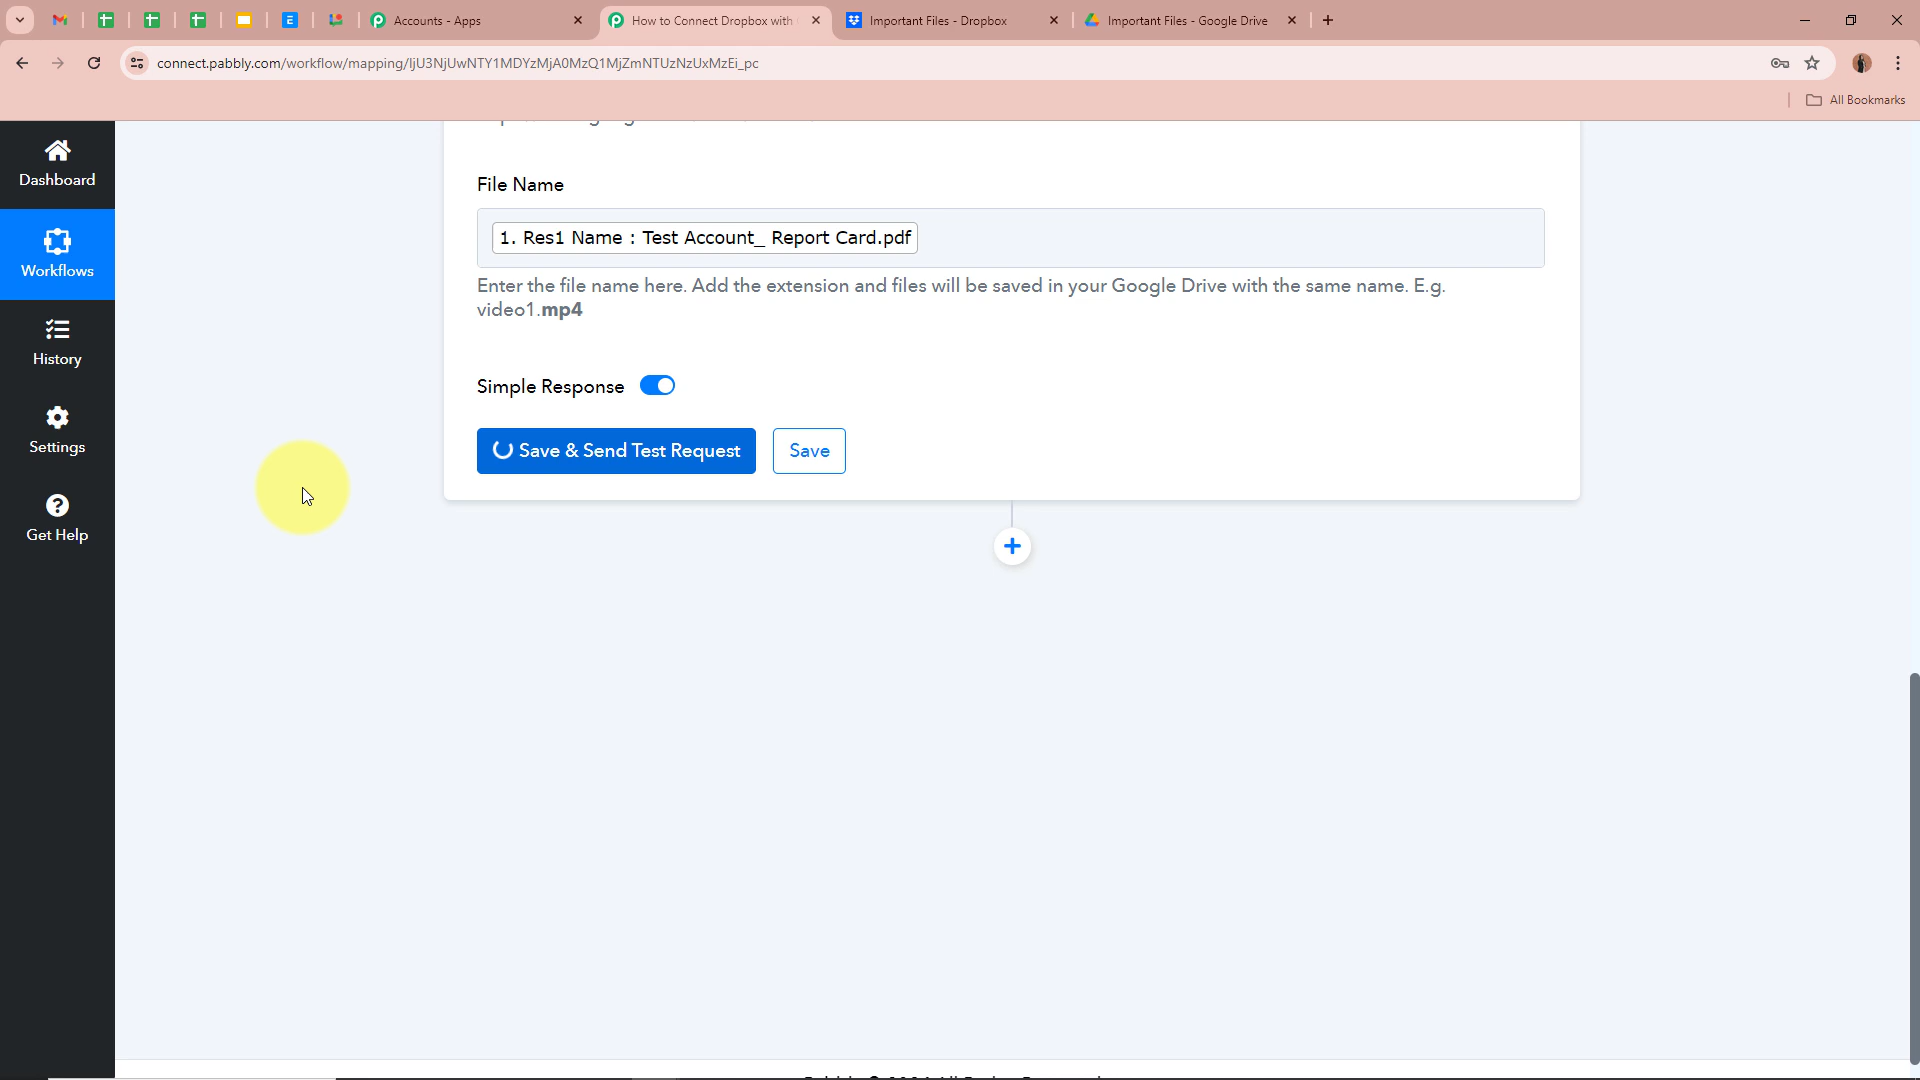 Accounts - Apps
How to Connect Dropbox with
Important Files - Dropbox
Important Files - Google Drive
connect.pabbly.com/workflow/mapping/IjU3NjUwNTY1MDYzMjA0MzQ1MjZmNTUzNzUxMzEi_pc
All Bookmarks
Dashboard
Workflows
History
Settings
Get Help
File Name
1. Res1 Name : Test Account_ Report Card.pdf
Enter the file name here. Add the extension and files will be saved in your Google Drive with the same name. E.g.
video1.mp4
Simple Response
Save & Send Test Request
Save